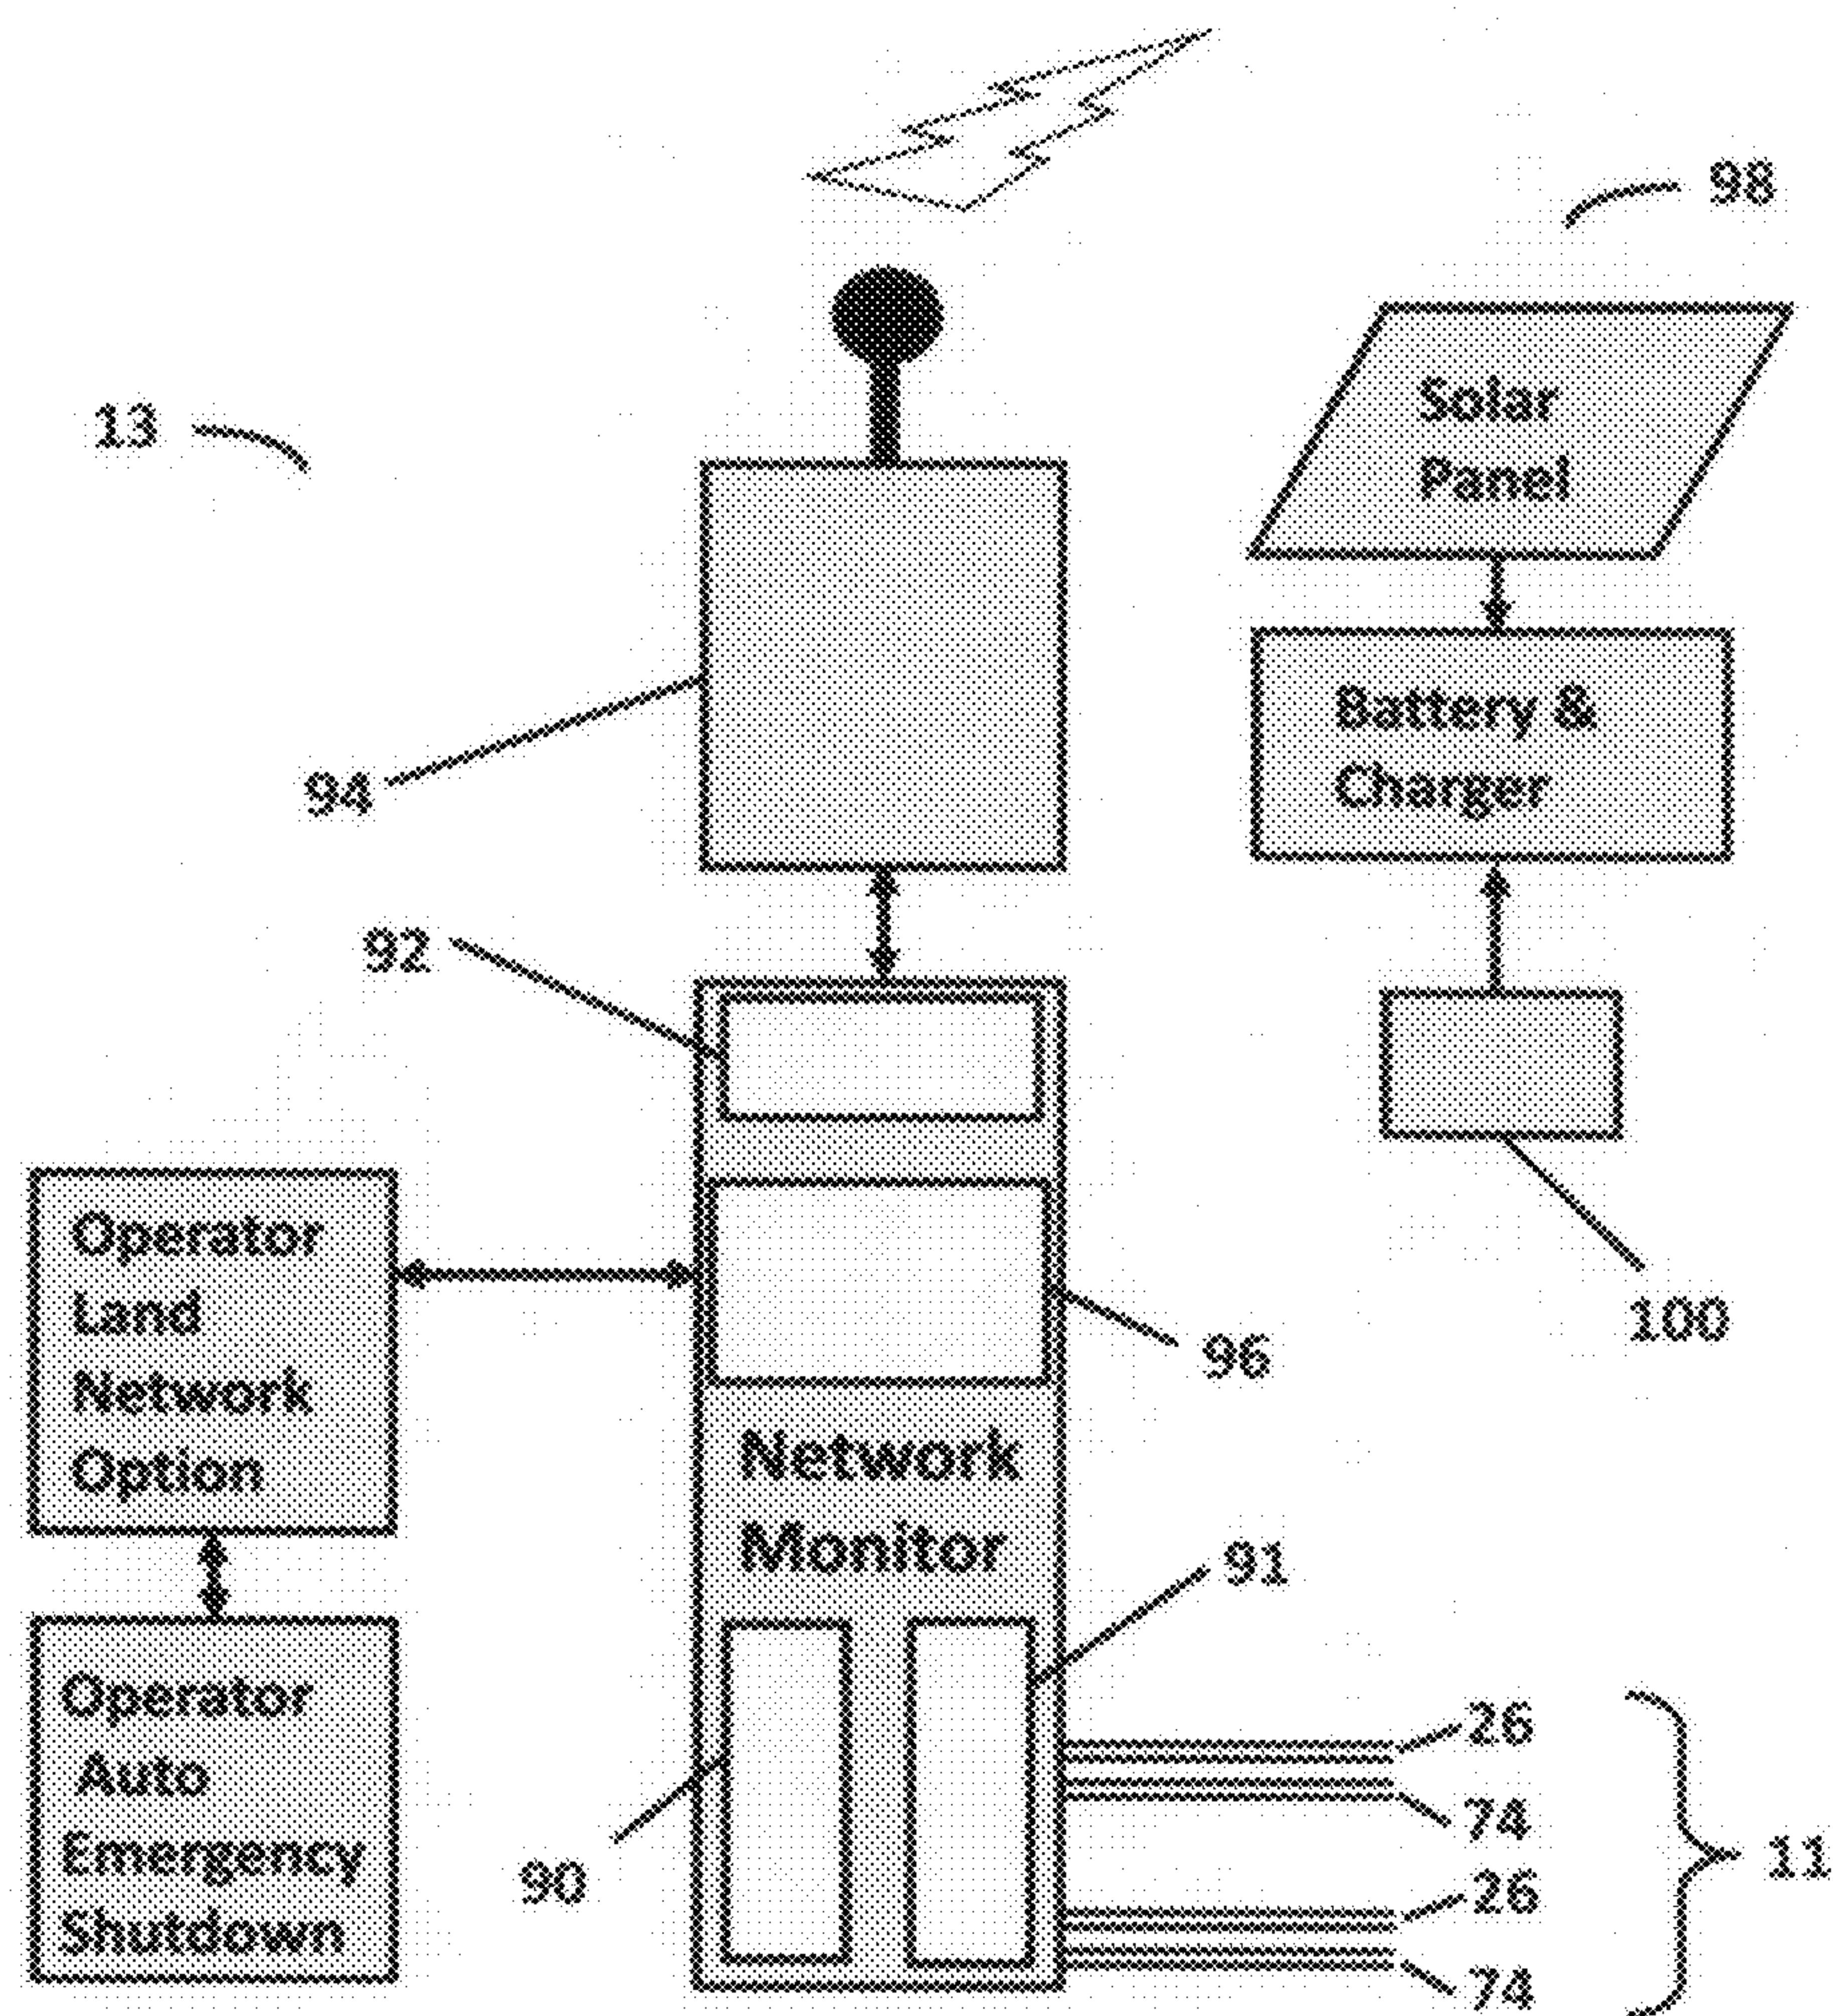 98
13
Solar
Panel
94
Battery &
Charger
92
100
Operator
Land
Network
Option
96
Network
Monitor
91
Operator
Auto
Emergency
Shutdown
90
26
74
26
74
11